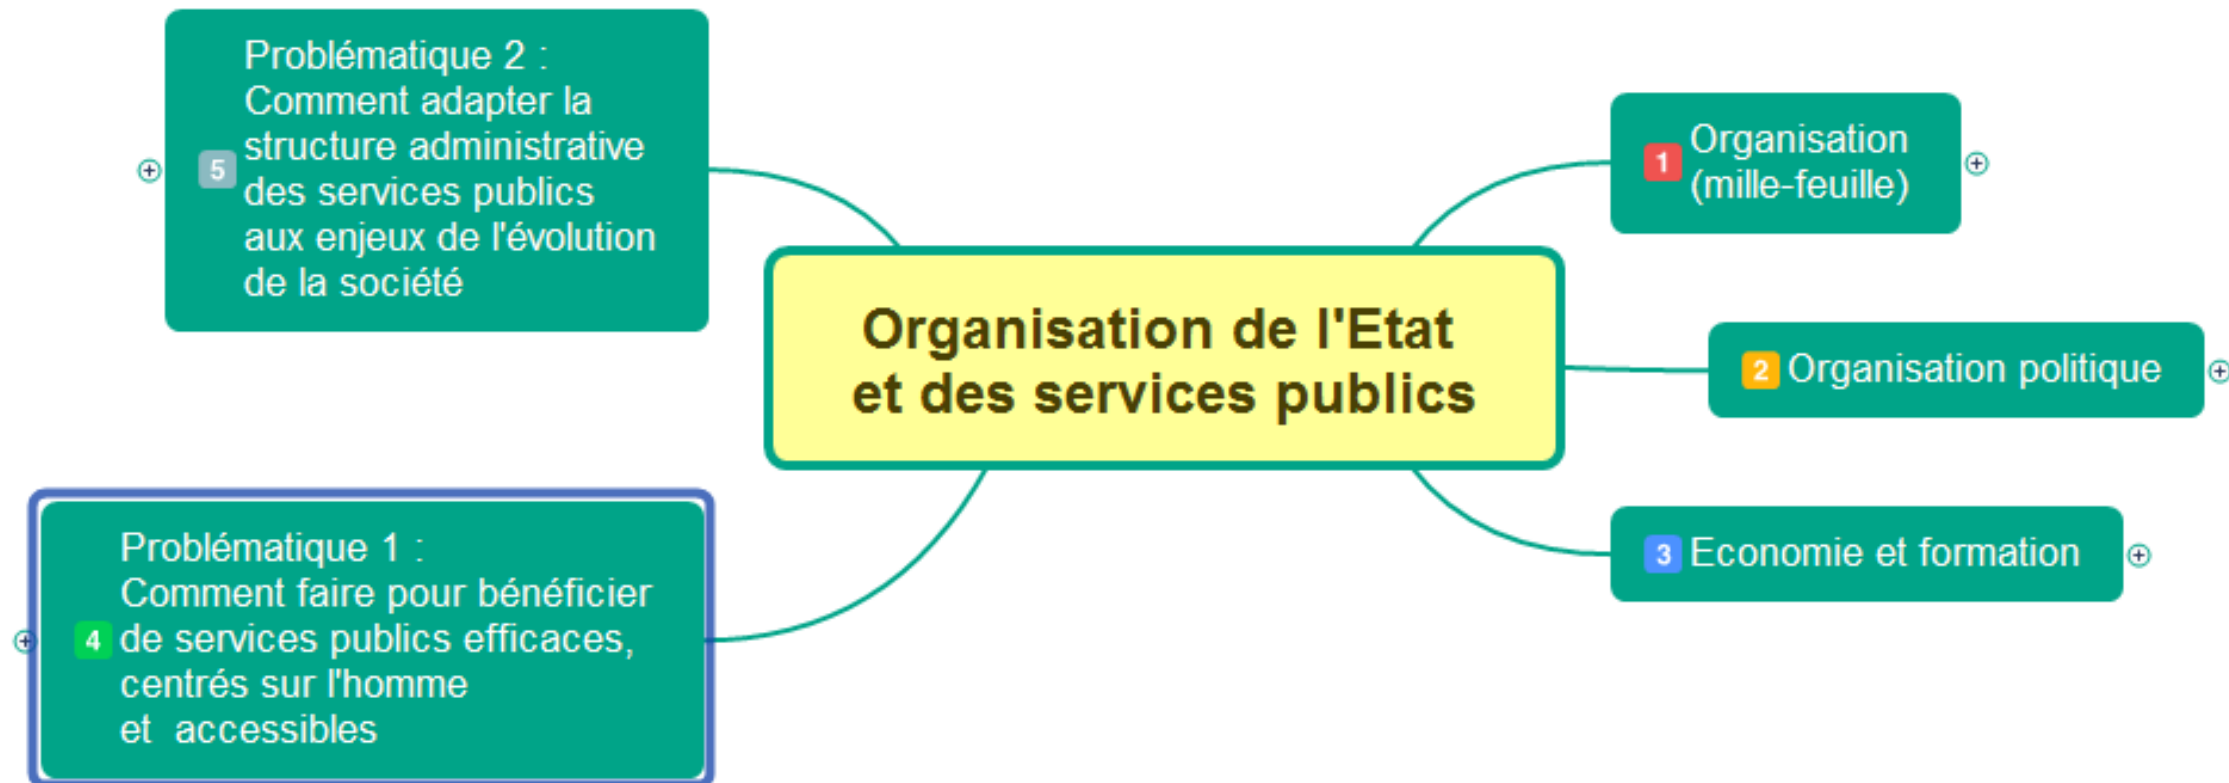 Organisation de l'Etat
et des services publics
1
Organisation
(mille-feuille)
2 Organisation politique
3 Economie et formation
Problématique 1 :
Comment faire pour bénéficier
4 de services publics efficaces,
centrés sur l'homme
et  accessibles
Problématique 2 :
Comment adapter la
structure administrative
5 des services publics
aux enjeux de l'évolution
de la société